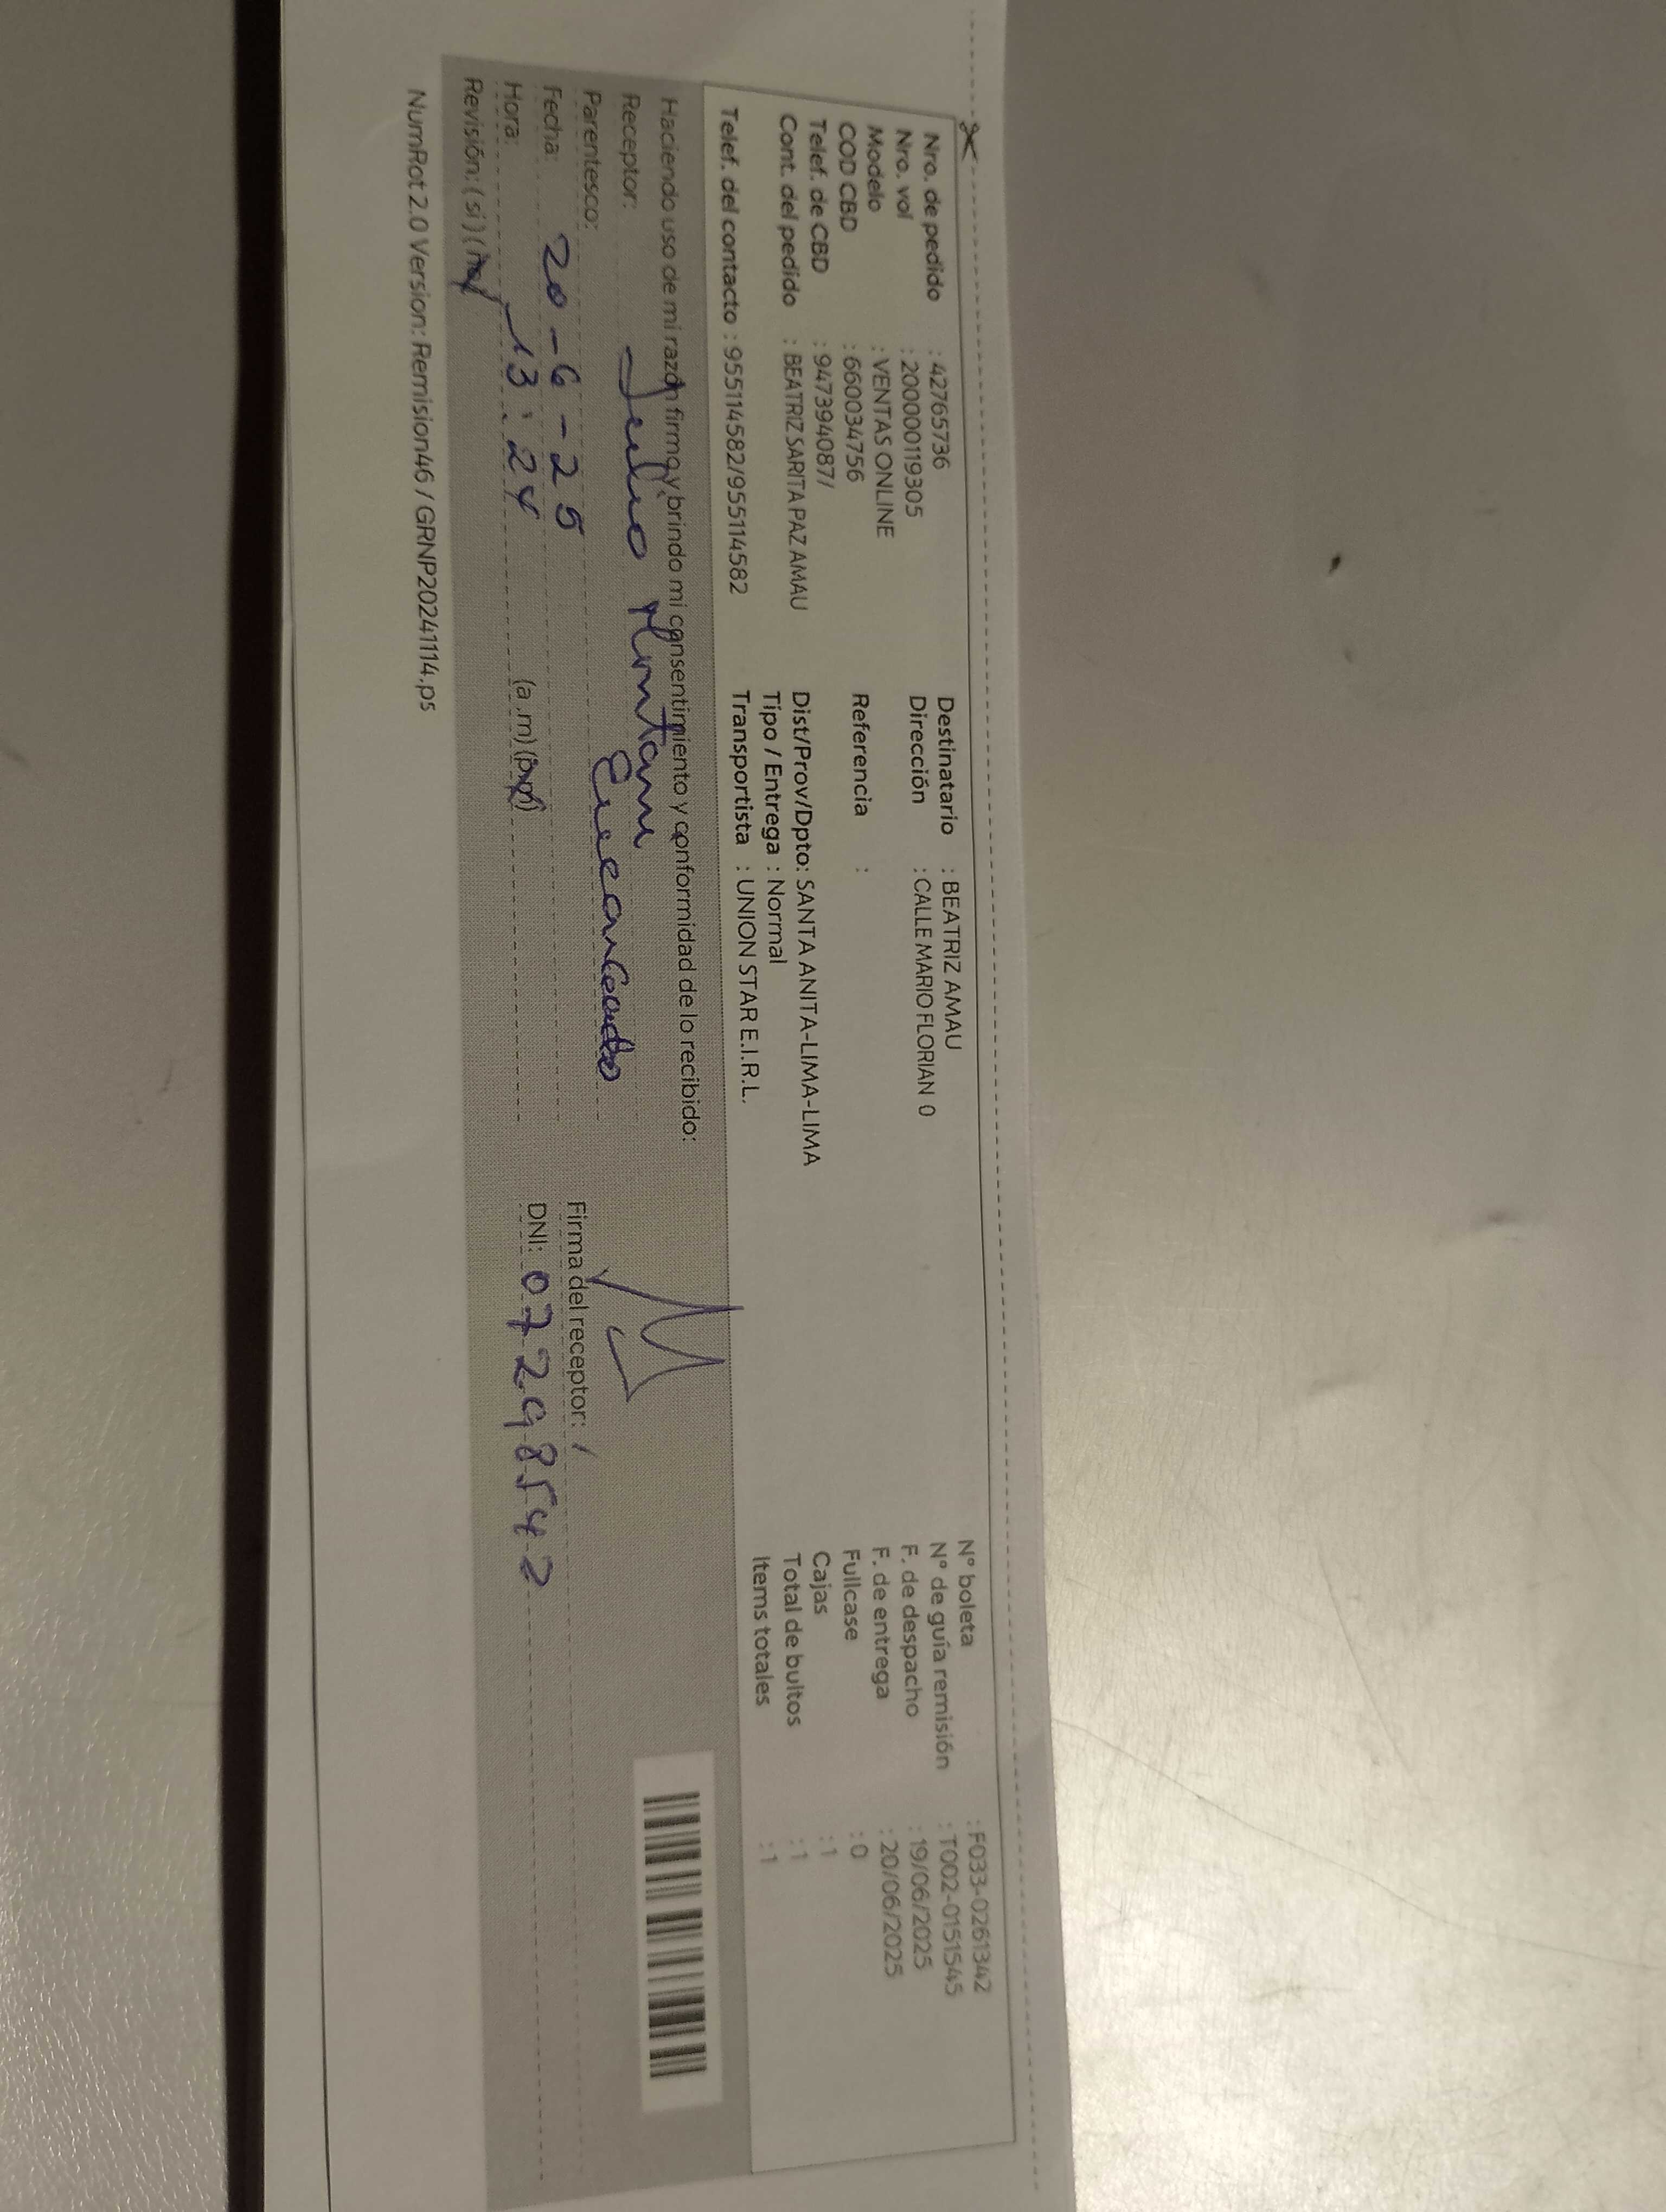 Nro. de pedido : 42765736
Nro. vol : 200000119305
Modelo : VENTAS ONLINE
COD CBD : 660034756
Telef. de CBD : 947394087/
Cont. del pedido : BEATRIZ SARITA PAZ AMAU
Telef. del contacto : 955114582/955114582
Destinatario : BEATRIZ AMAU
Dirección : CALLE MARIO FLORIAN 0
Referencia :
Dist/Prov/Dpto: SANTA ANITA-LIMA-LIMA
Tipo / Entrega : Normal
Transportista : UNION STAR E.I.R.L.
N° boleta : F033-0261342
N° de guía remisión : T002-0151545
F. de despacho : 19/06/2025
F. de entrega : 20/06/2025
Fullcase : 0
Cajas : 1
Total de bultos : 1
Items totales : 1
Haciendo uso de mi razón firmo y brindo mi consentimiento y conformidad de lo recibido:
Receptor: Julio
Parentesco: Encargado
Fecha: 20-6-25
Hora: 13:24 (a.m) (p.m)
Revisión: (si) (no)
Firma del receptor:
DNI: 07298542
NumRot 2.0 Version: Remision46 / GRNP20241114.ps